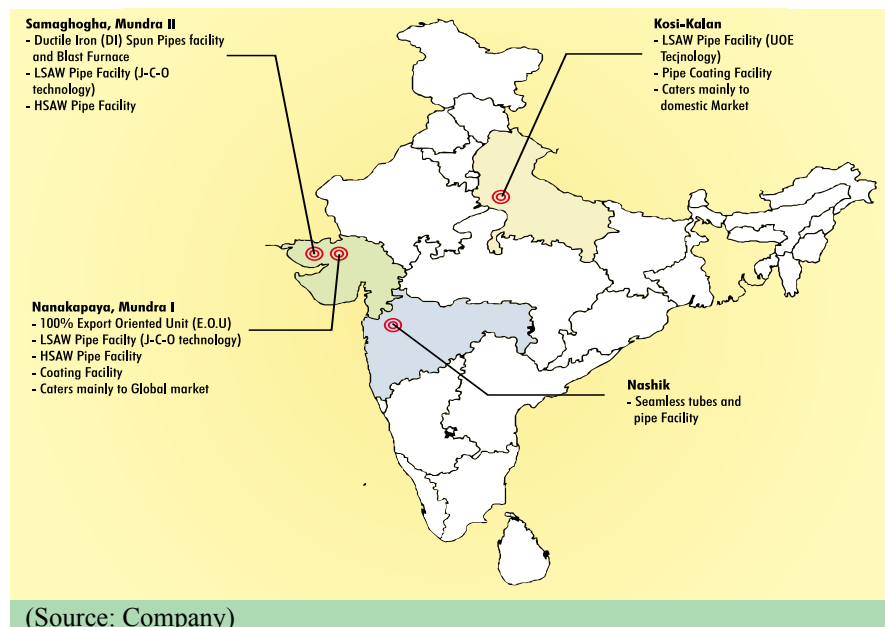 Samaghogha, Mundra II
- Ductile Iron (DI) Spun Pipes facility
and Blast Furnace
- LSAW Pipe Facilty (J-C-O
technology)
- HSAW Pipe Facility
Kosi-Kalan
- LSAW Pipe Facility (UOE
Tecjnology)
- Pipe Coating Facility
- Caters mainly to
domestic Market
Nanakapaya, Mundra I
- 100% Export Oriented Unit (E.O.U)
- LSAW Pipe Facilty (J-C-O technology)
- HSAW Pipe Facility
- Coating Facility
- Caters mainly to Global market
Nashik
- Seamless tubes and
pipe Facility
(Source: Company)